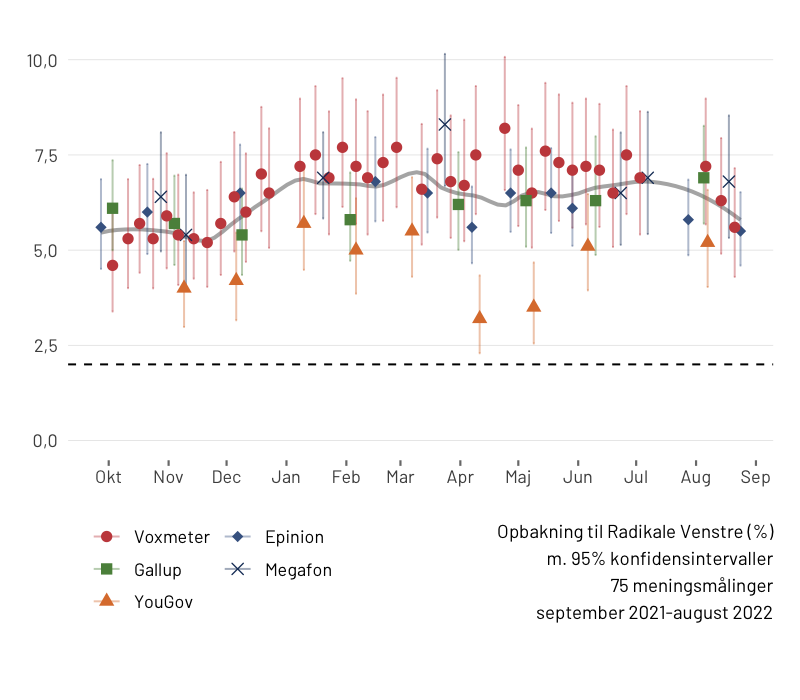 10,0
7,5
5,0
2,5
0,0
Okt Nov Dec Jan Feb Mar Apr Maj Jun Jul Aug Sep
Voxmeter Epinion
Gallup Megafon
YouGov
Opbakning til Radikale Venstre (%)
m. 95% konfidensintervaller
75 meningsmålinger
september 2021-august 2022